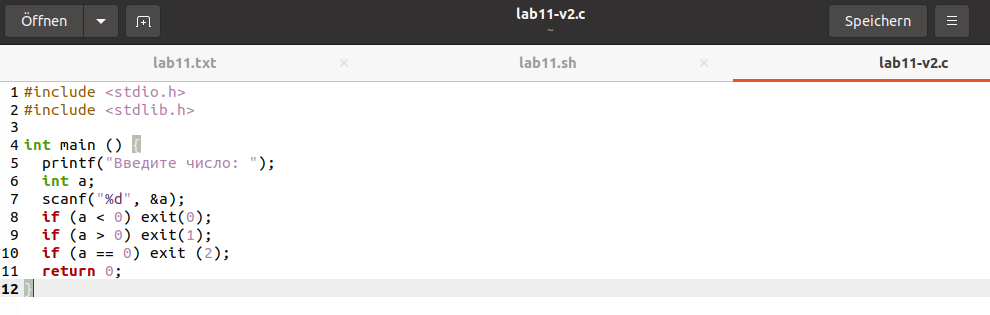 Öffnen
lab11-v2.c
~
Speichern
lab11.txt × lab11.sh × lab11-v2.c
1 #include <stdio.h>
2 #include <stdlib.h>
3
4 int main () {
5   printf("Введите число: ");
6   int a;
7   scanf("%d", &a);
8   if (a < 0) exit(0);
9   if (a > 0) exit(1);
10   if (a == 0) exit (2);
11   return 0;
12 }